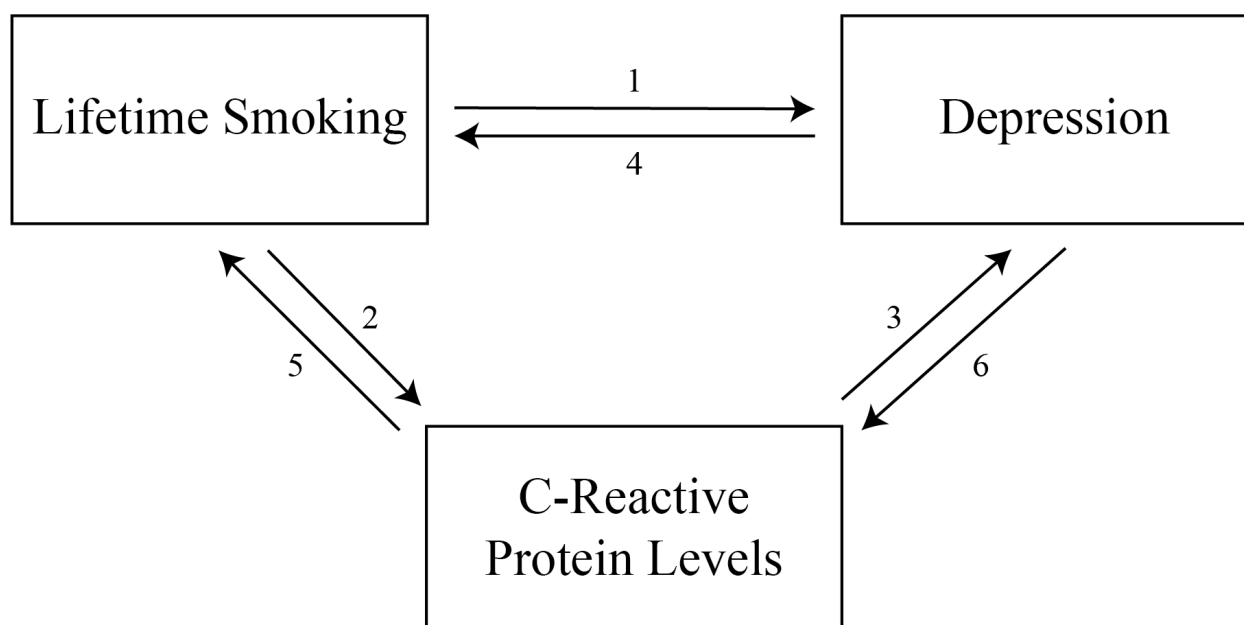 Lifetime Smoking
1
4
Depression
2
5
3
6
C-Reactive
Protein Levels